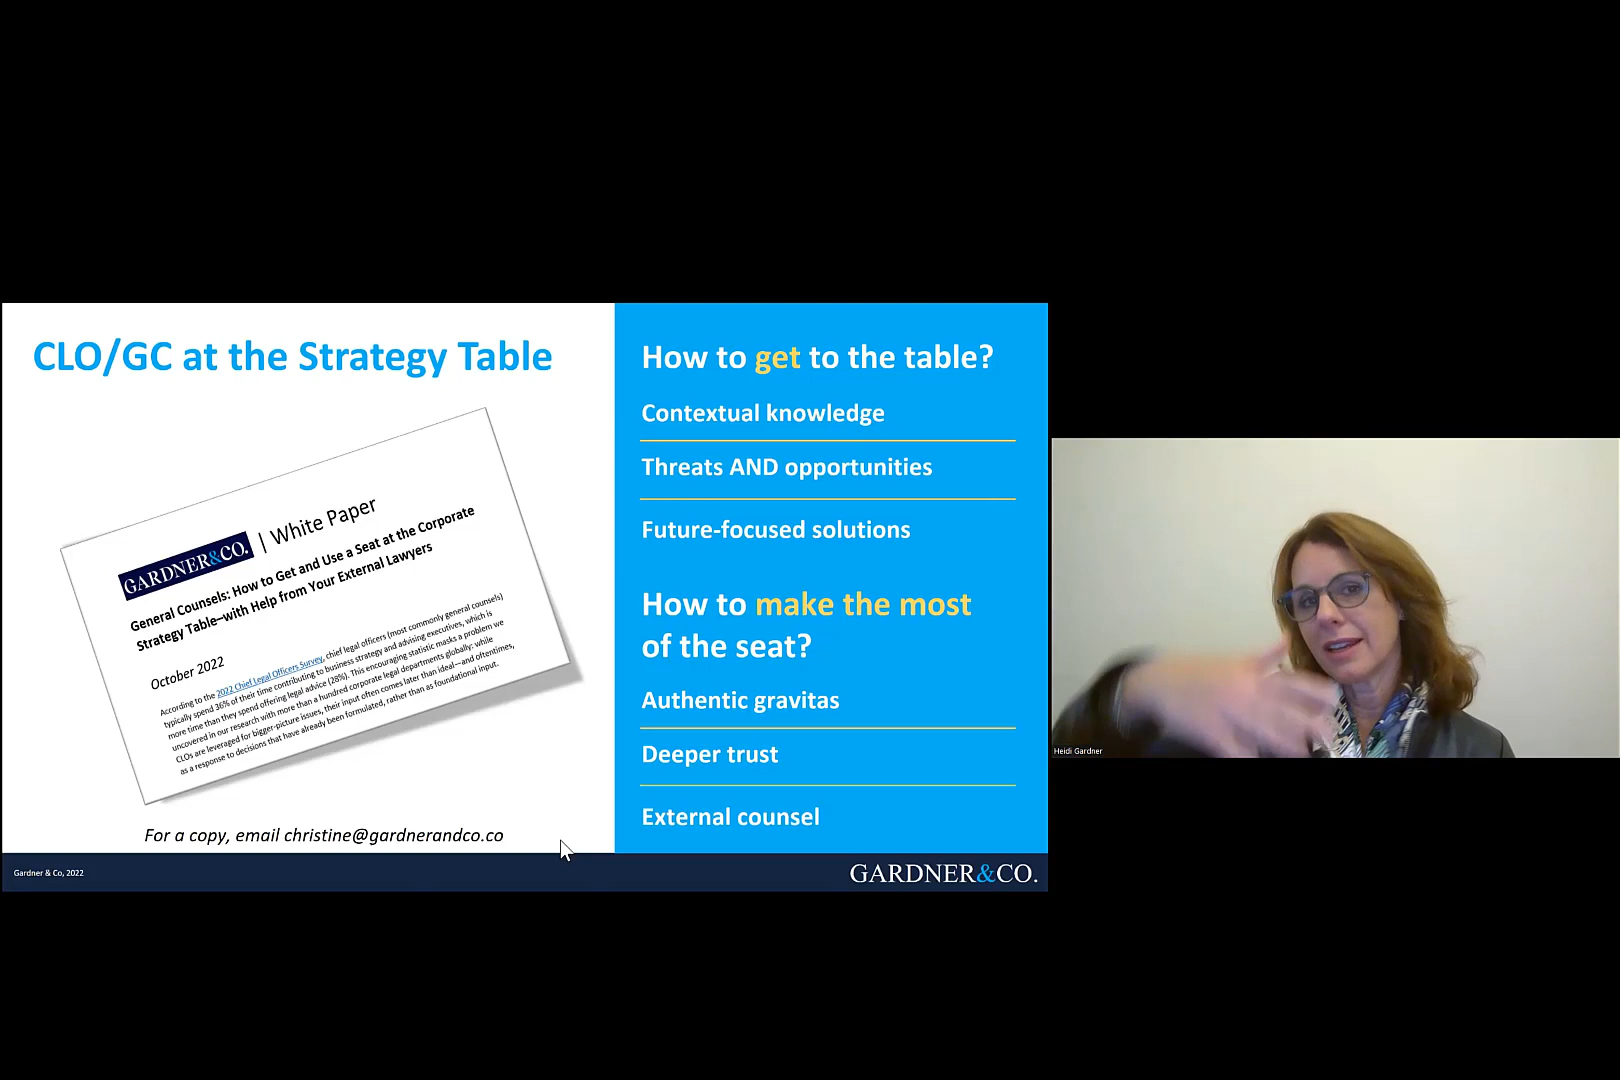 CLO/GC at the Strategy Table
GARDNER&CO. | White Paper
General Counsels: How to Get and Use a Seat at the Corporate
Strategy Table–with Help from Your External Lawyers
October 2022
According to the 2022 Chief Legal Officers Survey, chief legal officers (most commonly general counsels)
typically spend 36% of their time contributing to business strategy and advising executives, which is
more time than they spend offering legal advice (28%). This encouraging statistic masks a problem we
uncovered in our research with more than a hundred corporate legal departments globally: while
CLOs are leveraged for bigger-picture issues, their input often comes later than ideal—and oftentimes,
as a response to decisions that have already been formulated, rather than as foundational input.
For a copy, email christine@gardnerandco.co
How to get to the table?
Contextual knowledge
Threats AND opportunities
Future-focused solutions
How to make the most
of the seat?
Authentic gravitas
Deeper trust
External counsel
Gardner & Co, 2022
GARDNER&CO.
Heidi Gardner